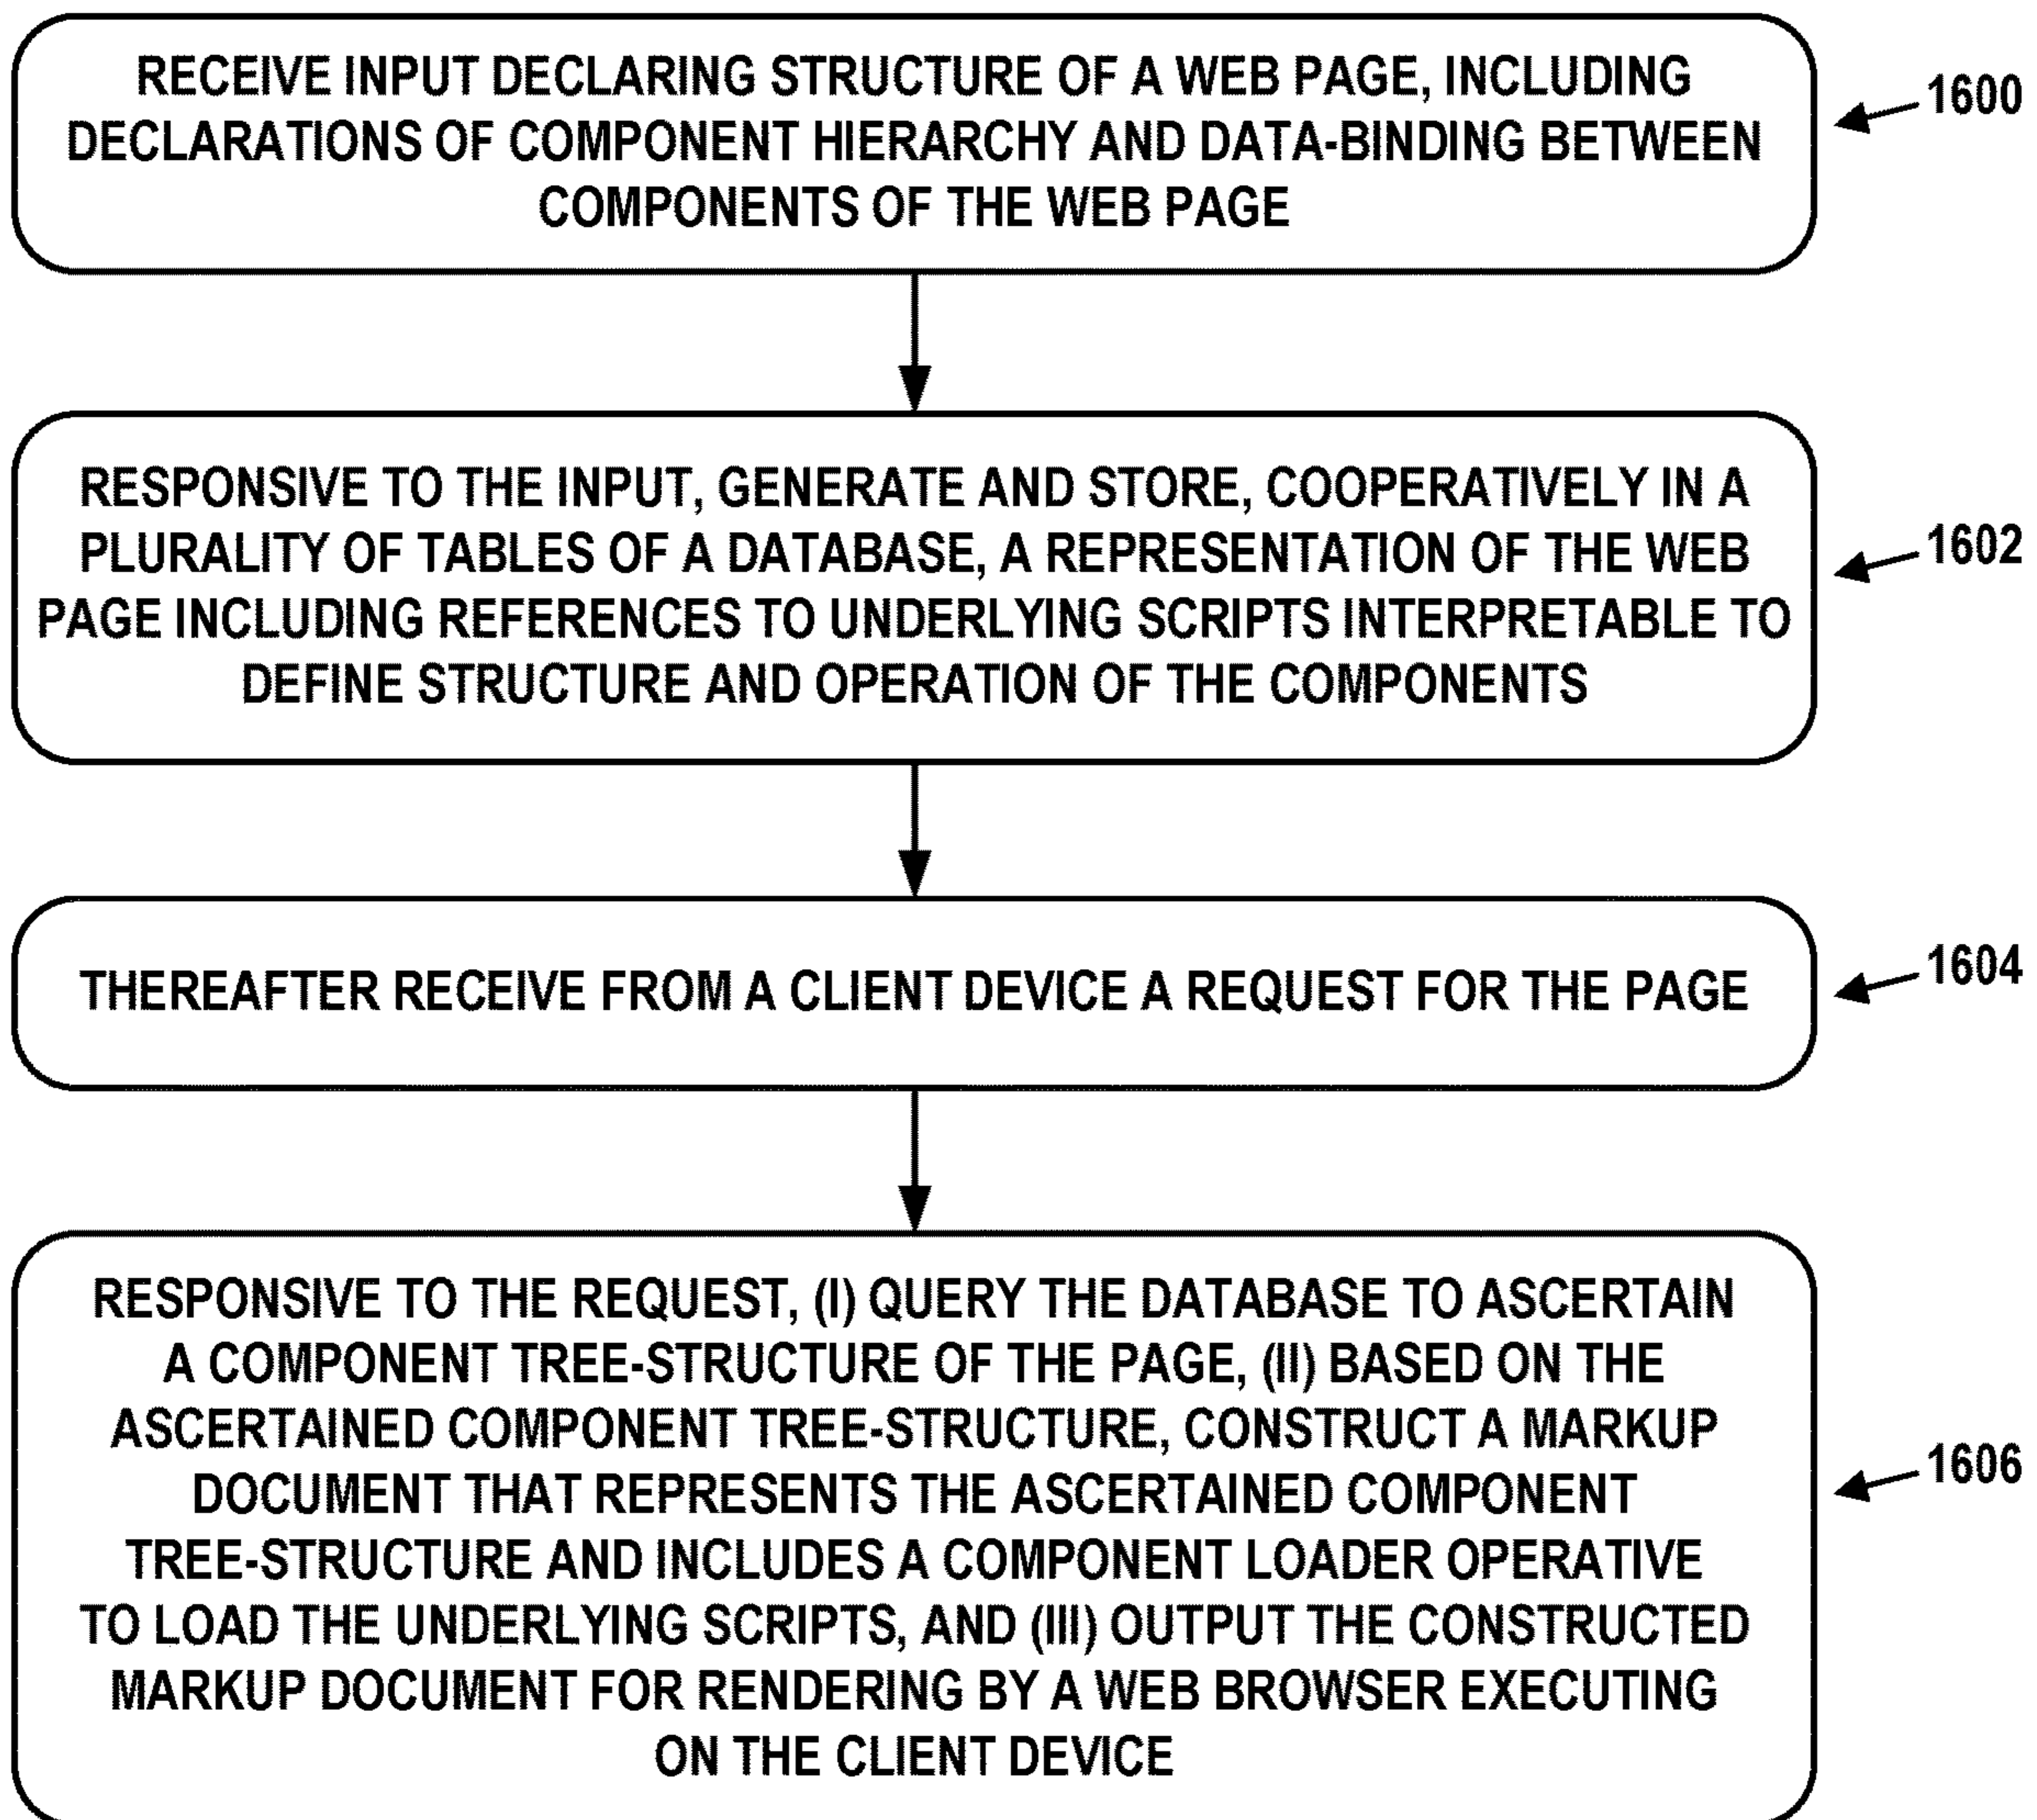 RECEIVE INPUT DECLARING STRUCTURE OF A WEB PAGE, INCLUDING
DECLARATIONS OF COMPONENT HIERARCHY AND DATA-BINDING BETWEEN
COMPONENTS OF THE WEB PAGE
1600
RESPONSIVE TO THE INPUT, GENERATE AND STORE, COOPERATIVELY IN A
PLURALITY OF TABLES OF A DATABASE, A REPRESENTATION OF THE WEB
PAGE INCLUDING REFERENCES TO UNDERLYING SCRIPTS INTERPRETABLE TO
DEFINE STRUCTURE AND OPERATION OF THE COMPONENTS
1602
THEREAFTER RECEIVE FROM A CLIENT DEVICE A REQUEST FOR THE PAGE
1604
RESPONSIVE TO THE REQUEST, (I) QUERY THE DATABASE TO ASCERTAIN
A COMPONENT TREE-STRUCTURE OF THE PAGE, (II) BASED ON THE
ASCERTAINED COMPONENT TREE-STRUCTURE, CONSTRUCT A MARKUP
DOCUMENT THAT REPRESENTS THE ASCERTAINED COMPONENT
TREE-STRUCTURE AND INCLUDES A COMPONENT LOADER OPERATIVE
TO LOAD THE UNDERLYING SCRIPTS, AND (III) OUTPUT THE CONSTRUCTED
MARKUP DOCUMENT FOR RENDERING BY A WEB BROWSER EXECUTING
ON THE CLIENT DEVICE
1606